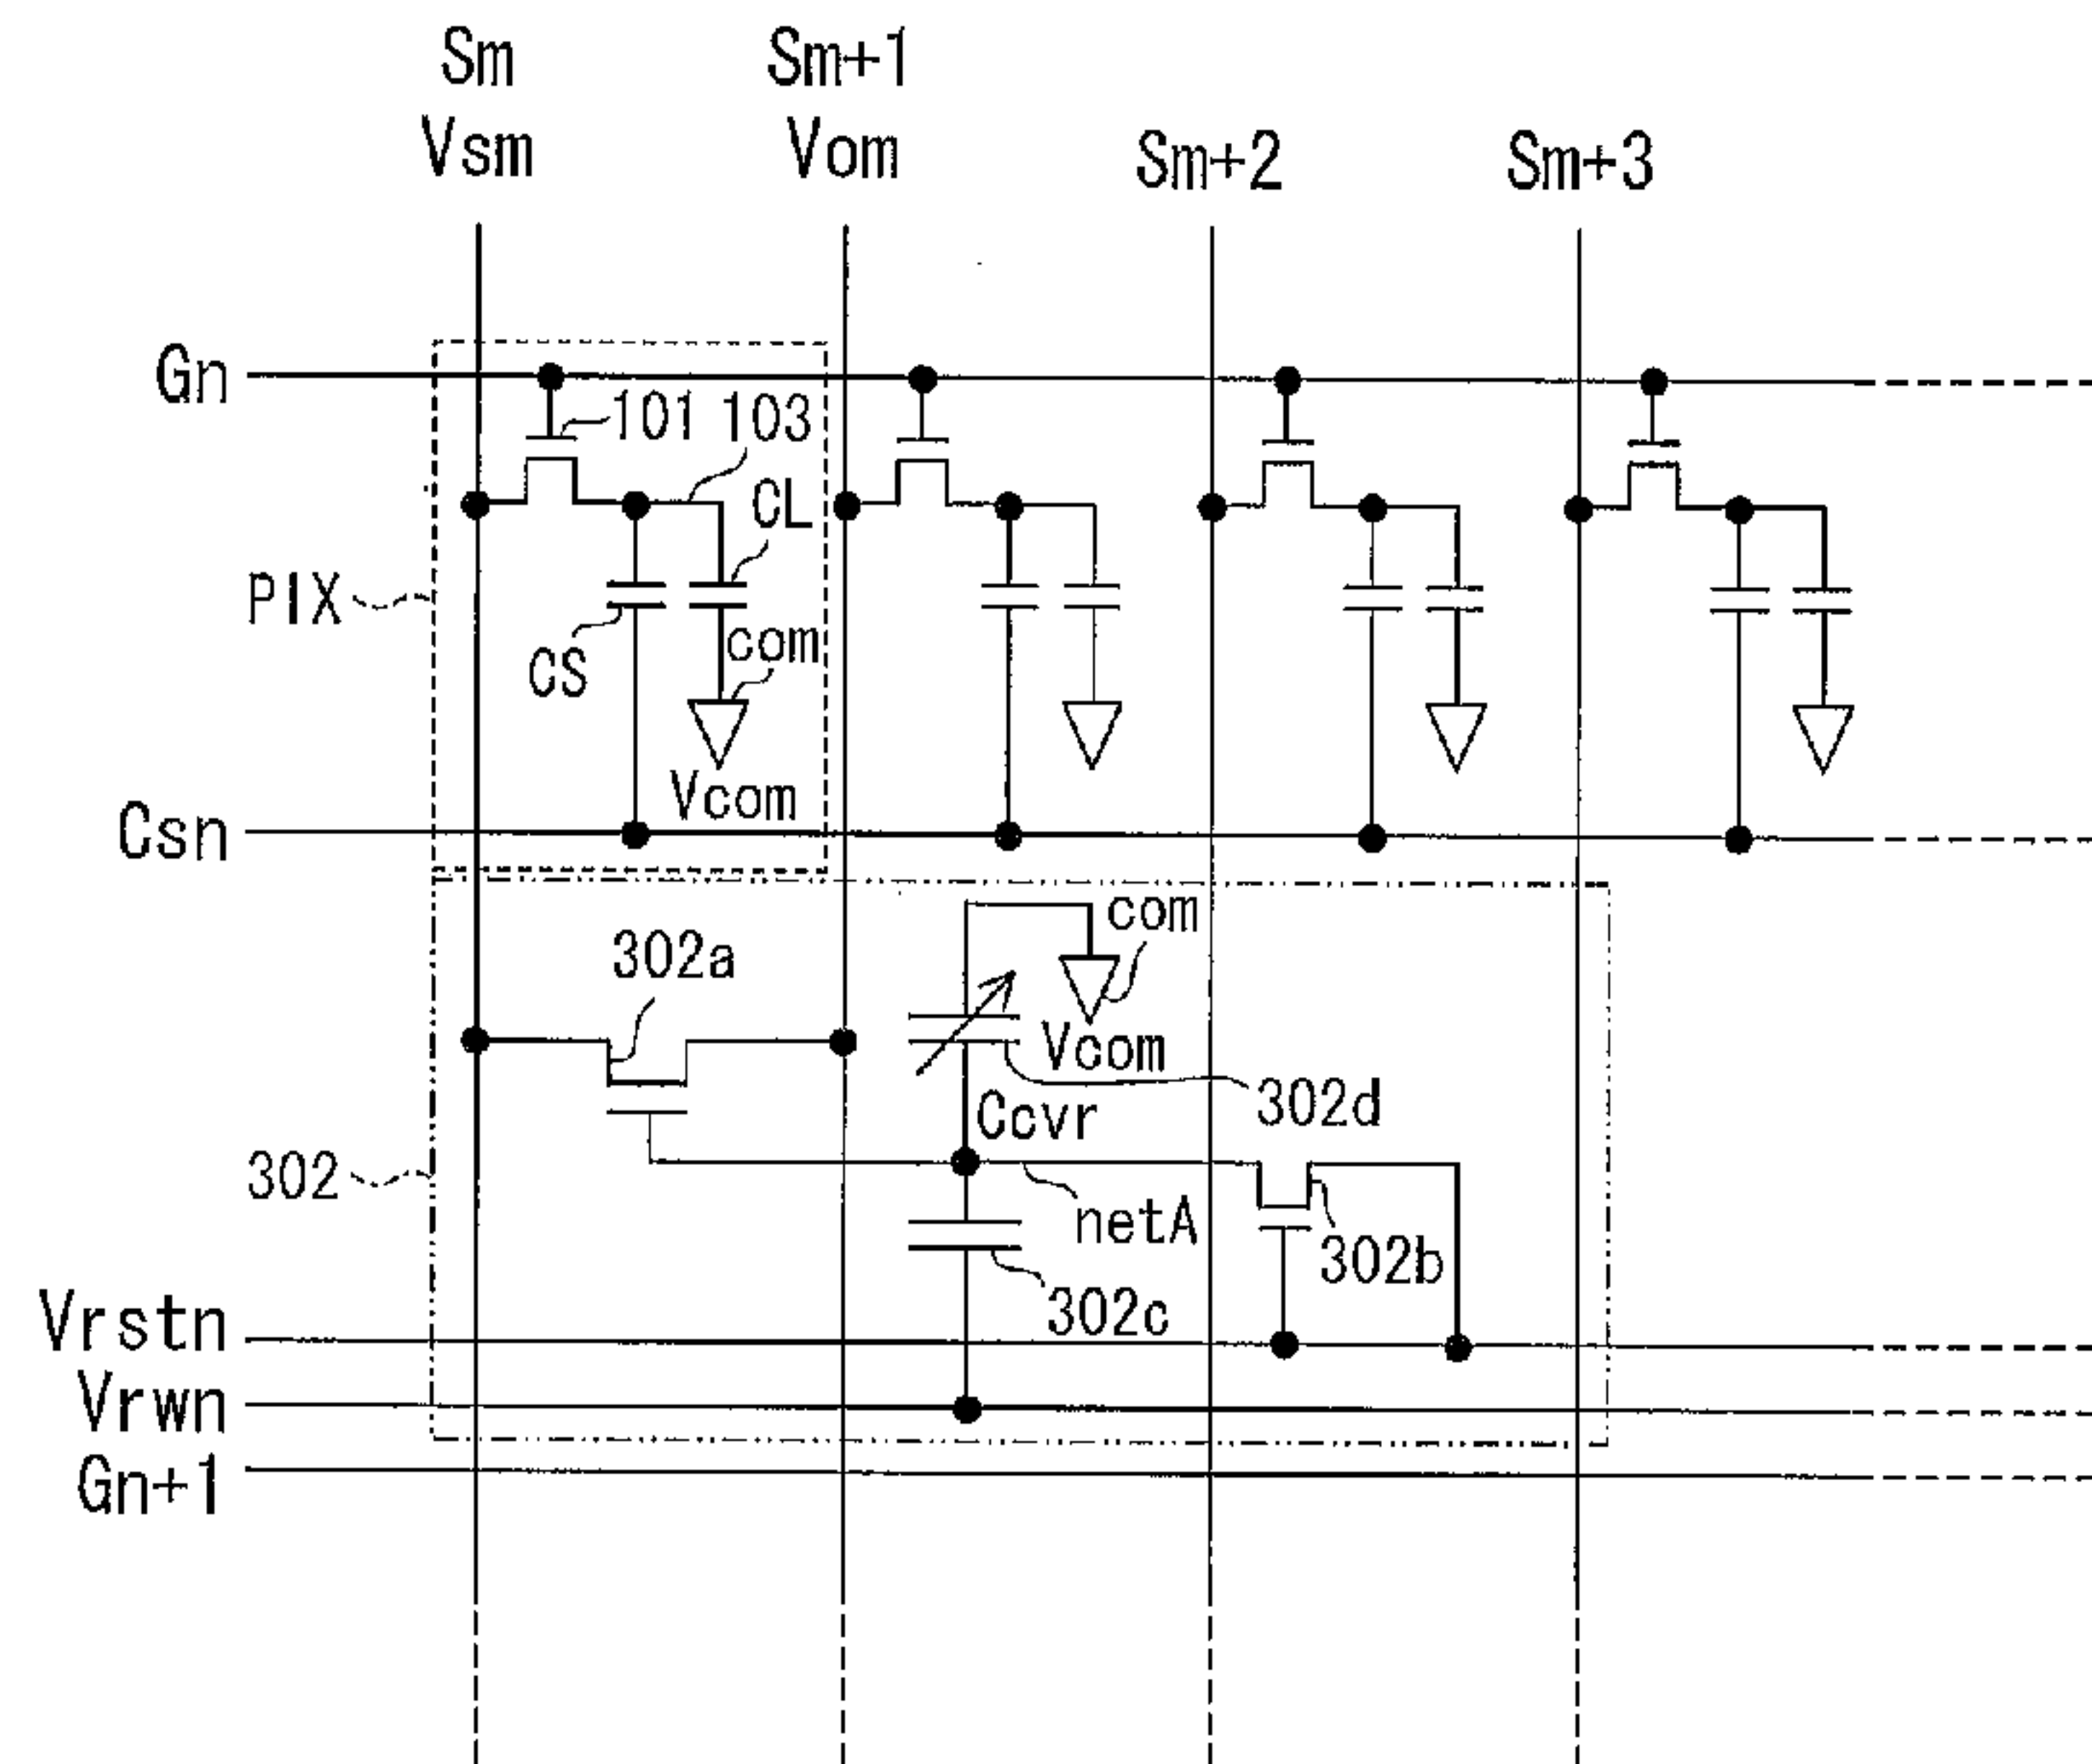 Sm
Vsm
Sm+1
Vom
Sm+2
Sm+3
Gn
101
103
CL
PIX
CS
com
Vcom
Csn
com
302a
Vcom
302d
Ccvr
302
netA
302b
302c
Vrstn
Vrwn
Gn+1